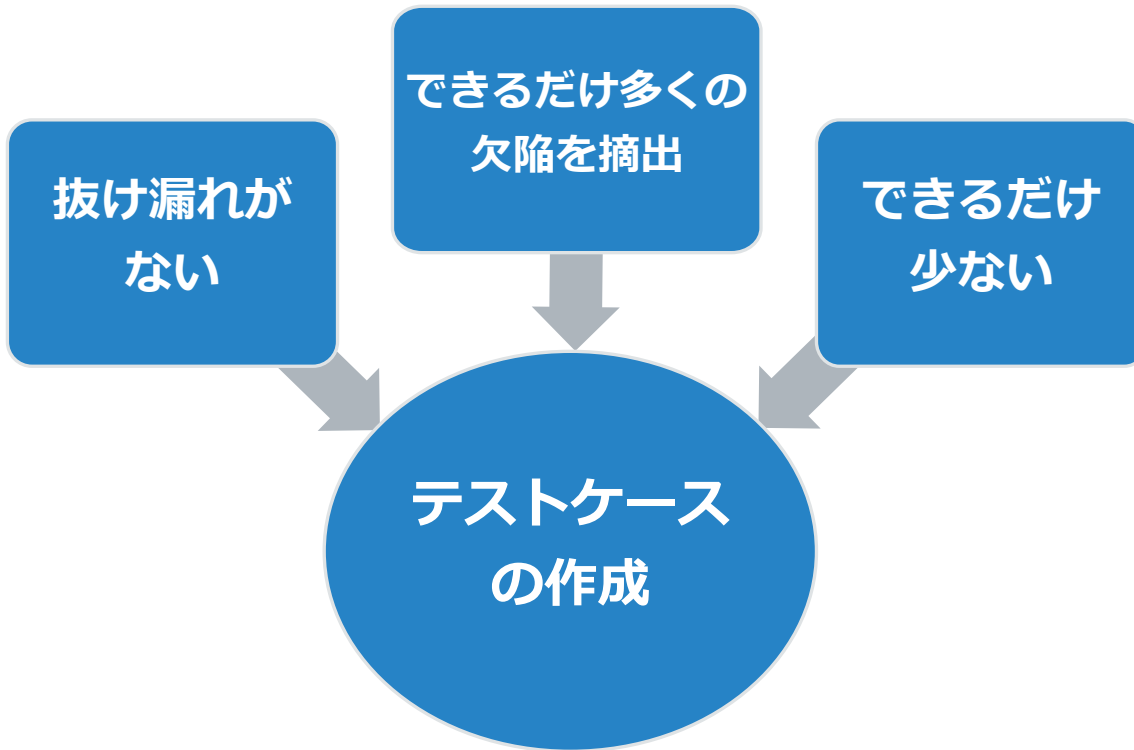 抜け漏れが
ない
できるだけ多くの
欠陥を摘出
できるだけ
少ない
テストケース
の作成